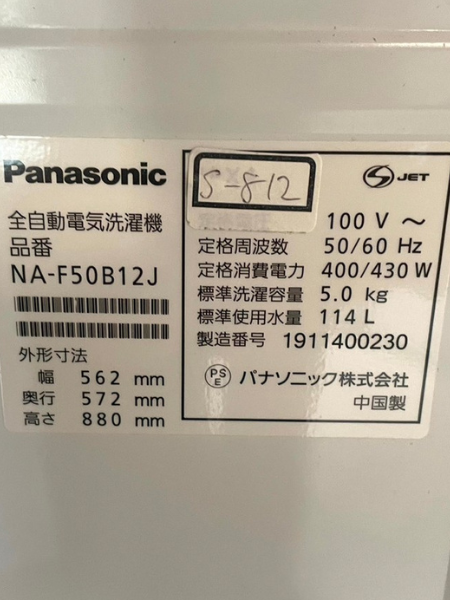 Panasonic
全自動電気洗濯機
品番
NA-F50B12J
外形寸法
幅 562 mm
奥行 572 mm
高さ 880 mm
S-812
JET
100 V ～
定格周波数 50/60 Hz
定格消費電力 400/430 W
標準洗濯容量 5.0 kg
標準使用水量 114 L
製造番号 1911400230
PS
E
パナソニック株式会社
中国製